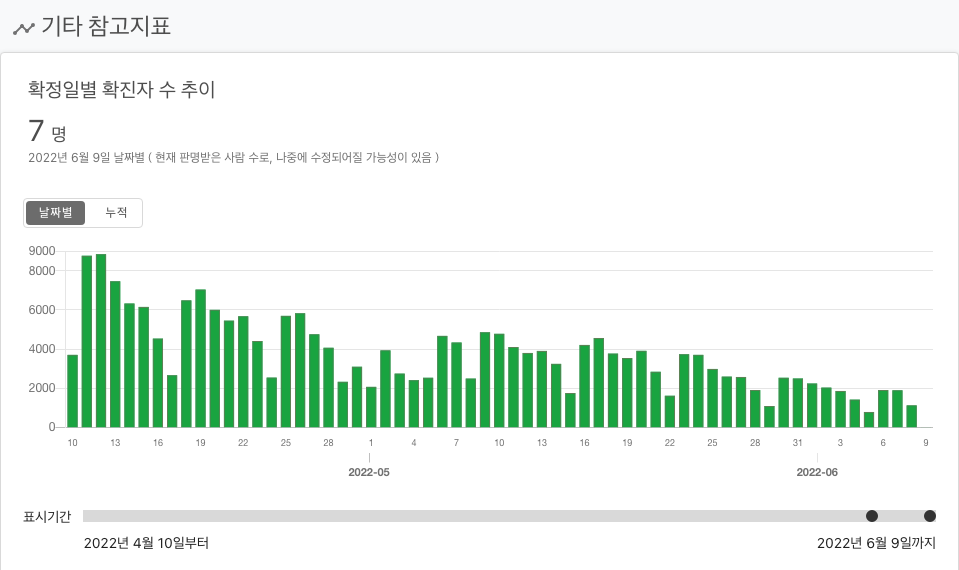 기타 참고지표
확정일별 확진자 수 추이
7 명
2022년 6월 9일 날짜별 ( 현재 판명받은 사람 수로, 나중에 수정되어질 가능성이 있음 )
날짜별 누적
9000
8000
6000
4000
2000
0
10 13 16 19 22 25 28 1 4 7 10 13 16 19 22 25 28 31 3 6 9
2022-05 2022-06
표시기간
2022년 4월 10일부터 2022년 6월 9일까지